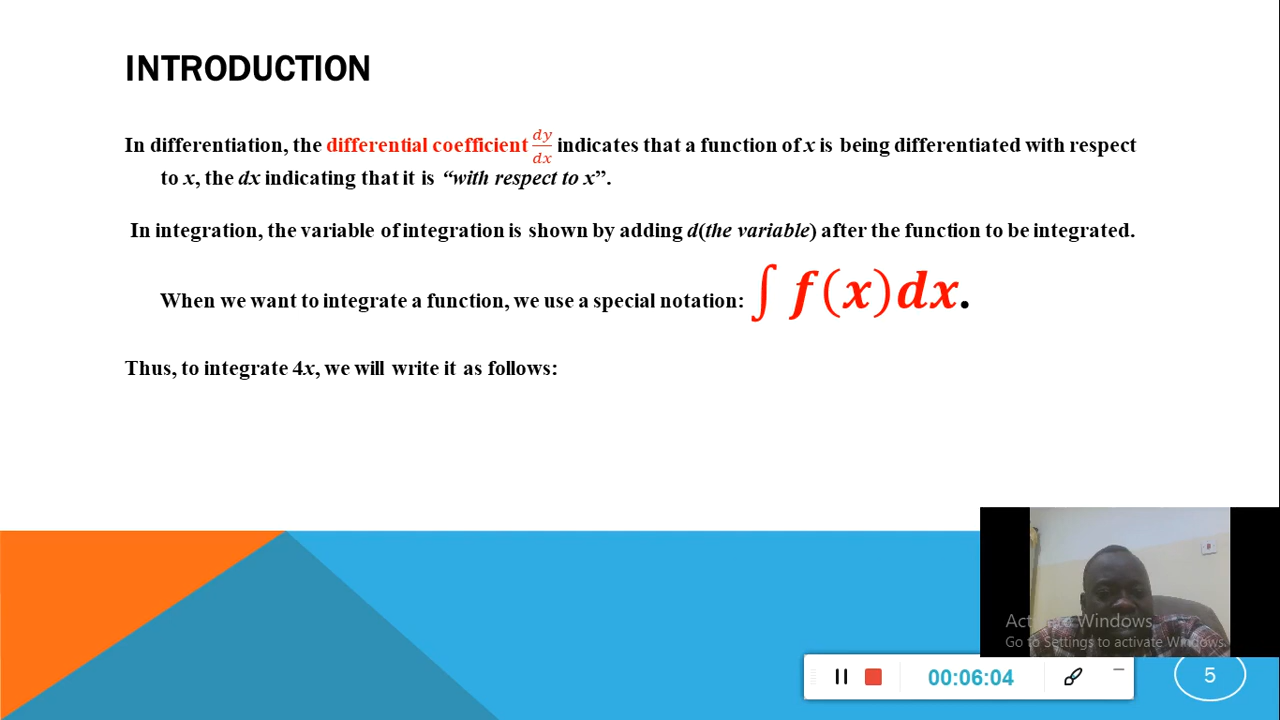 INTRODUCTION
In differentiation, the differential coefficient dy/dx indicates that a function of x is being differentiated with respect
to x, the dx indicating that it is “with respect to x”.
In integration, the variable of integration is shown by adding d(the variable) after the function to be integrated.
When we want to integrate a function, we use a special notation: ∫ f(x)dx.
Thus, to integrate 4x, we will write it as follows:
Activate Windows
Go to Settings to activate Windows.
00:06:04
5